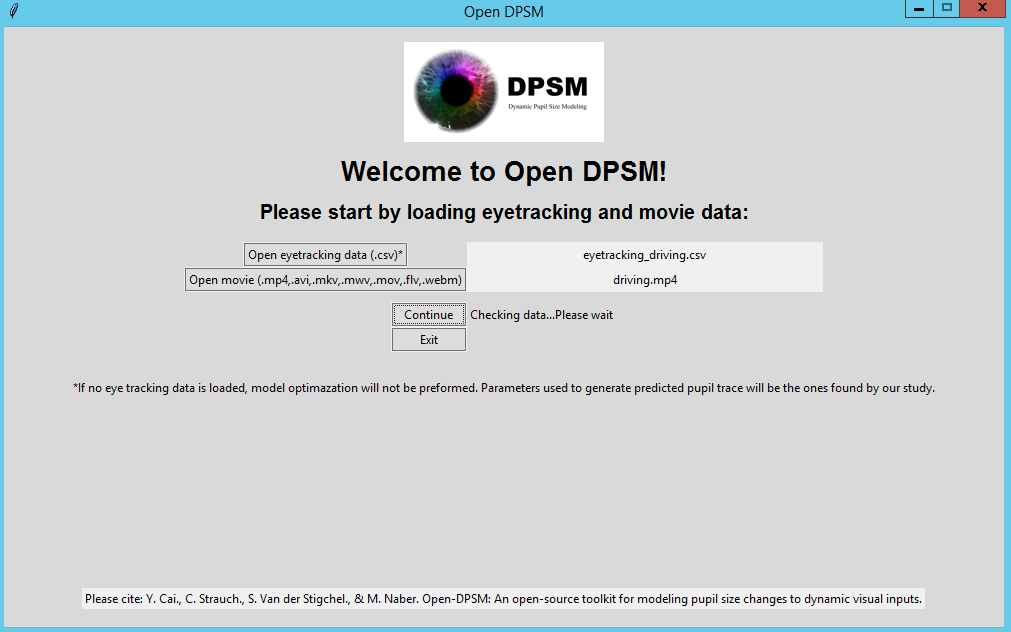 Open DPSM
DPSM
Dynamic Pupil Size Modeling
Welcome to Open DPSM!
Please start by loading eyetracking and movie data:
Open eyetracking data (.csv)* eyetracking_driving.csv
Open movie (.mp4,.avi,.mkv,.mwv,.mov,.flv,.webm) driving.mp4
Continue Checking data...Please wait
Exit
*If no eye tracking data is loaded, model optimazation will not be preformed. Parameters used to generate predicted pupil trace will be the ones found by our study.
Please cite: Y. Cai., C. Strauch., S. Van der Stigchel., & M. Naber. Open-DPSM: An open-source toolkit for modeling pupil size changes to dynamic visual inputs.